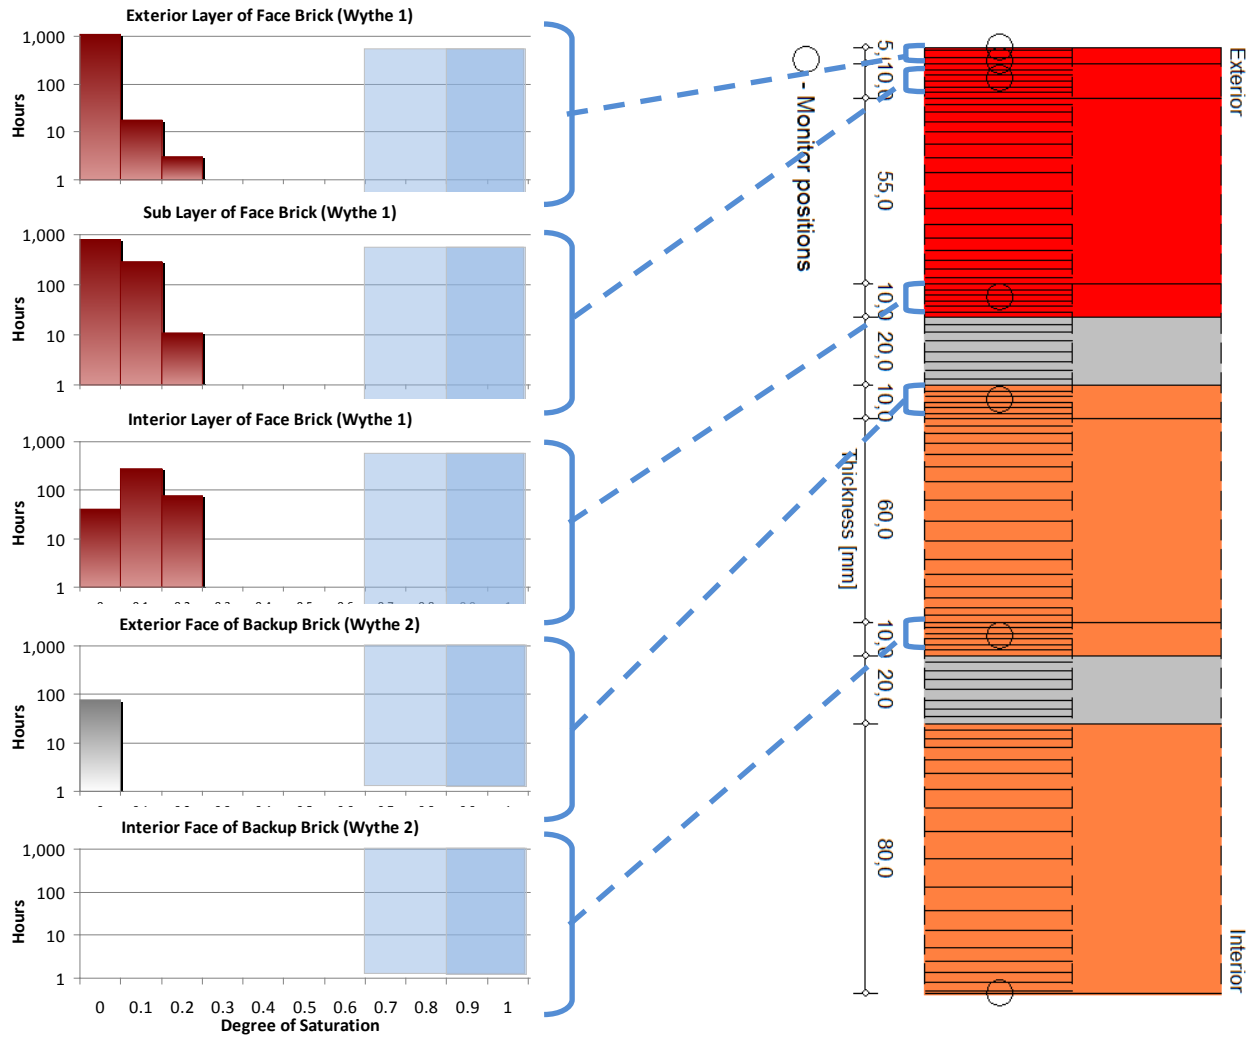 Exterior Layer of Face Brick (Wythe 1)
1,000
100
10
1
Hours
Sub Layer of Face Brick (Wythe 1)
1,000
100
10
1
Hours
Interior Layer of Face Brick (Wythe 1)
1,000
100
10
1
Hours
Exterior Face of Backup Brick (Wythe 2)
1,000
100
10
1
Hours
Interior Face of Backup Brick (Wythe 2)
1,000
100
10
1
Hours
0 0.1 0.2 0.3 0.4 0.5 0.6 0.7 0.8 0.9 1
Degree of Saturation
- Monitor positions
Thickness [mm]
10,0
55,0
10,0
20,0
10,0
60,0
10,0
20,0
80,0
Exterior
Interior